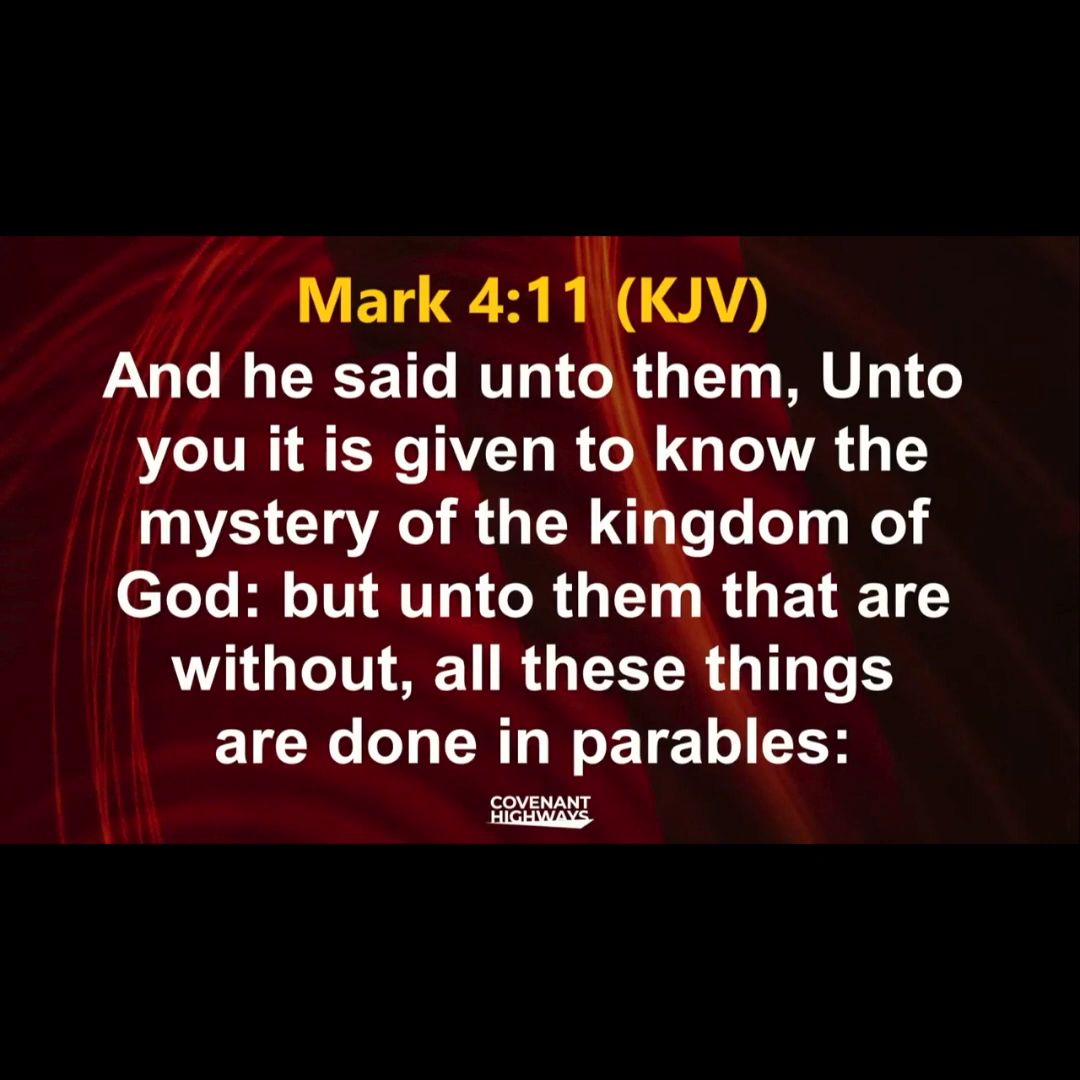 Mark 4:11 (KJV)
And he said unto them, Unto
you it is given to know the
mystery of the kingdom of
God: but unto them that are
without, all these things
are done in parables:
COVENANT
HIGHWAYS